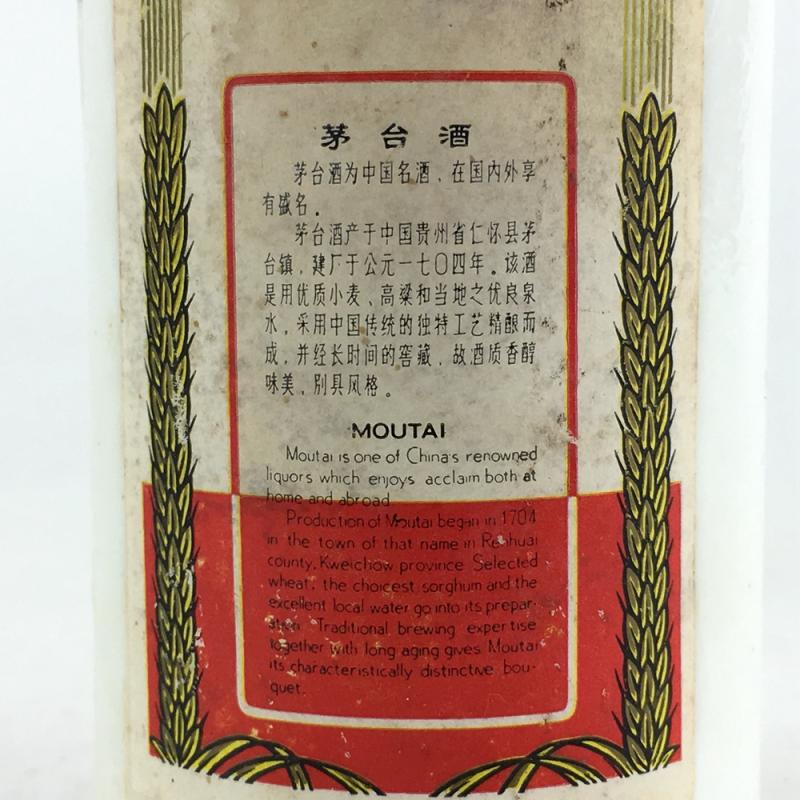 茅台酒
茅台酒为中国名酒、在国内外享
有盛名。
茅台酒产于中国贵州省仁怀县茅
台镇，建厂于公元一七〇四年。该酒
是用优质小麦、高粱和当地之优良泉
水，采用中国传统的独特工艺精酿而
成，并经长时间的窖藏，故酒质香醇
味美，别具风格。
MOUTAI
Moutai is one of China's renowned
liquors which enjoys acclaim both at
home and abroad
Production of Moutai began in 1704
in the town of that name in Renhuai
county, Kweichow province Selected
wheat, the choicest sorghum and the
excellent local water go into its prepar-
ation Traditional brewing expertise
together with long aging gives Moutai
its characteristically distinctive bou-
quet.